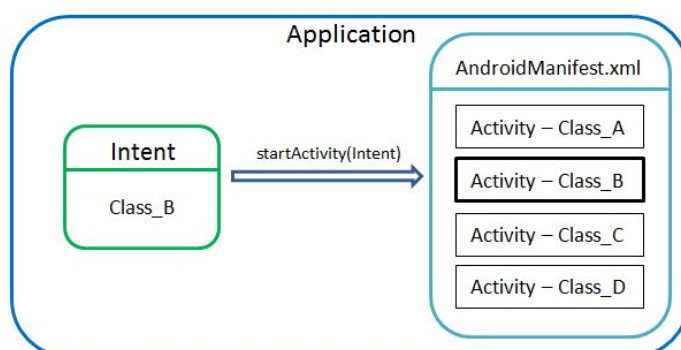 Application
AndroidManifest.xml
Intent
Class_B
startActivity(Intent)
Activity – Class_A
Activity – Class_B
Activity – Class_C
Activity – Class_D